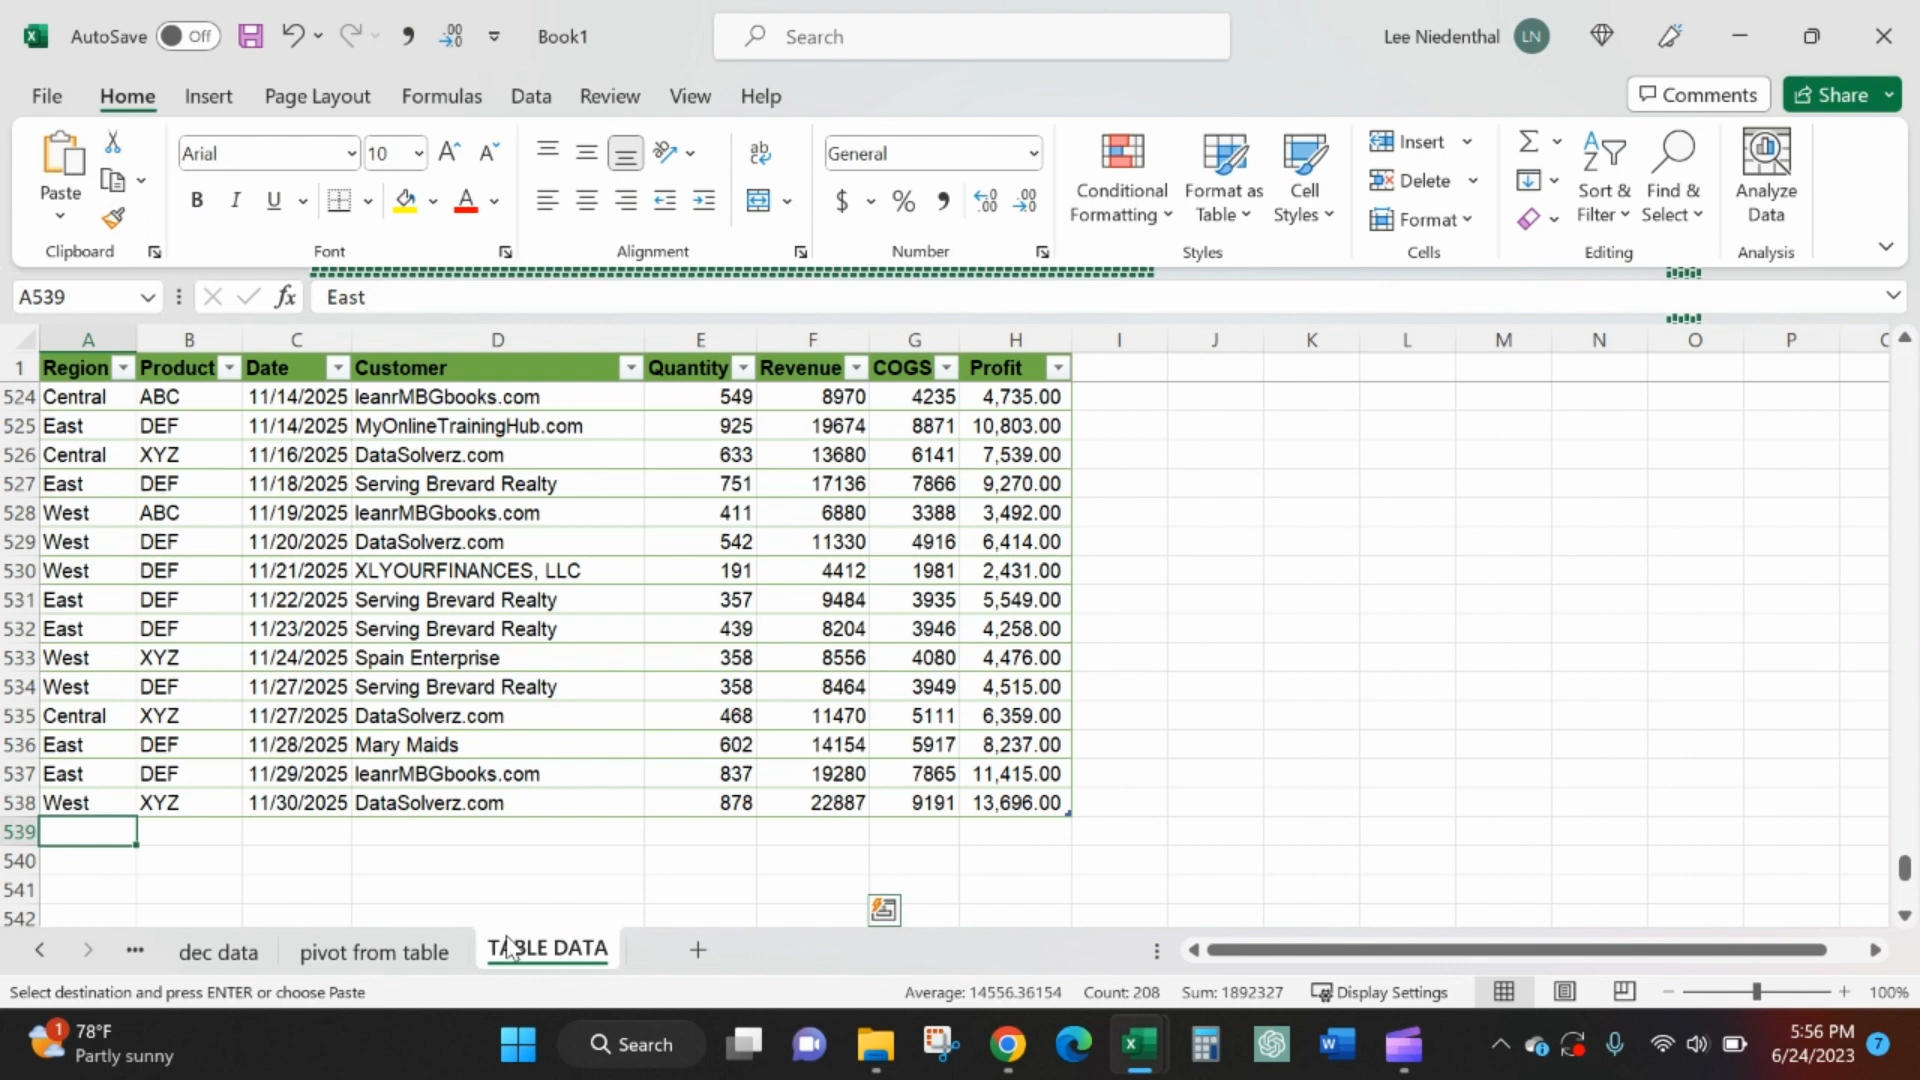 AutoSave Off Book1 Search Lee Niedenthal LN
File Home Insert Page Layout Formulas Data Review View Help Comments Share
Paste Arial 10 General Conditional Formatting Format as Table Cell Styles Insert Delete Format Sort & Filter Find & Select Analyze Data
Clipboard Font Alignment Number Styles Cells Editing Analysis
A539 fx East
A B C D E F G H I J K L M N O P
1 Region Product Date Customer Quantity Revenue COGS Profit
524 Central ABC 11/14/2025 leanrMBGbooks.com 549 8970 4235 4,735.00
525 East DEF 11/14/2025 MyOnlineTrainingHub.com 925 19674 8871 10,803.00
526 Central XYZ 11/16/2025 DataSolverz.com 633 13680 6141 7,539.00
527 East DEF 11/18/2025 Serving Brevard Realty 751 17136 7866 9,270.00
528 West ABC 11/19/2025 leanrMBGbooks.com 411 6880 3388 3,492.00
529 West DEF 11/20/2025 DataSolverz.com 542 11330 4916 6,414.00
530 West DEF 11/21/2025 XLYOURFINANCES, LLC 191 4412 1981 2,431.00
531 East DEF 11/22/2025 Serving Brevard Realty 357 9484 3935 5,549.00
532 East DEF 11/23/2025 Serving Brevard Realty 439 8204 3946 4,258.00
533 West XYZ 11/24/2025 Spain Enterprise 358 8556 4080 4,476.00
534 West DEF 11/27/2025 Serving Brevard Realty 358 8464 3949 4,515.00
535 Central XYZ 11/27/2025 DataSolverz.com 468 11470 5111 6,359.00
536 East DEF 11/28/2025 Mary Maids 602 14154 5917 8,237.00
537 East DEF 11/29/2025 leanrMBGbooks.com 837 19280 7865 11,415.00
538 West XYZ 11/30/2025 DataSolverz.com 878 22887 9191 13,696.00
539
540
541
542
dec data pivot from table TABLE DATA
Select destination and press ENTER or choose Paste Average: 14556.36154 Count: 208 Sum: 1892327 Display Settings 100%
1 78°F Search 5:56 PM
Partly sunny 6/24/2023 7